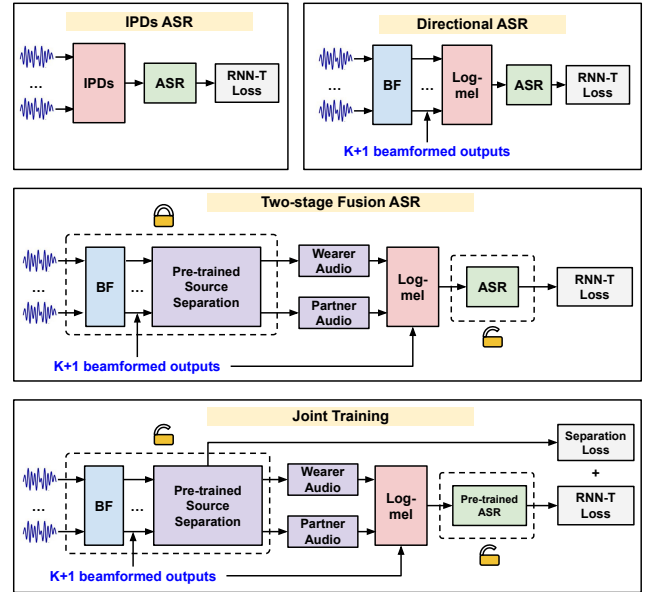 IPDs ASR
...
IPDs
ASR
RNN-T
Loss
Directional ASR
...
BF
...
Log-
mel
ASR
RNN-T
Loss
K+1 beamformed outputs
Two-stage Fusion ASR
...
BF
...
Pre-trained
Source
Separation
Wearer
Audio
Partner
Audio
Log-
mel
ASR
RNN-T
Loss
K+1 beamformed outputs
Joint Training
...
BF
...
Pre-trained
Source
Separation
Wearer
Audio
Partner
Audio
Log-
mel
Pre-trained
ASR
Separation
Loss
+
RNN-T
Loss
K+1 beamformed outputs